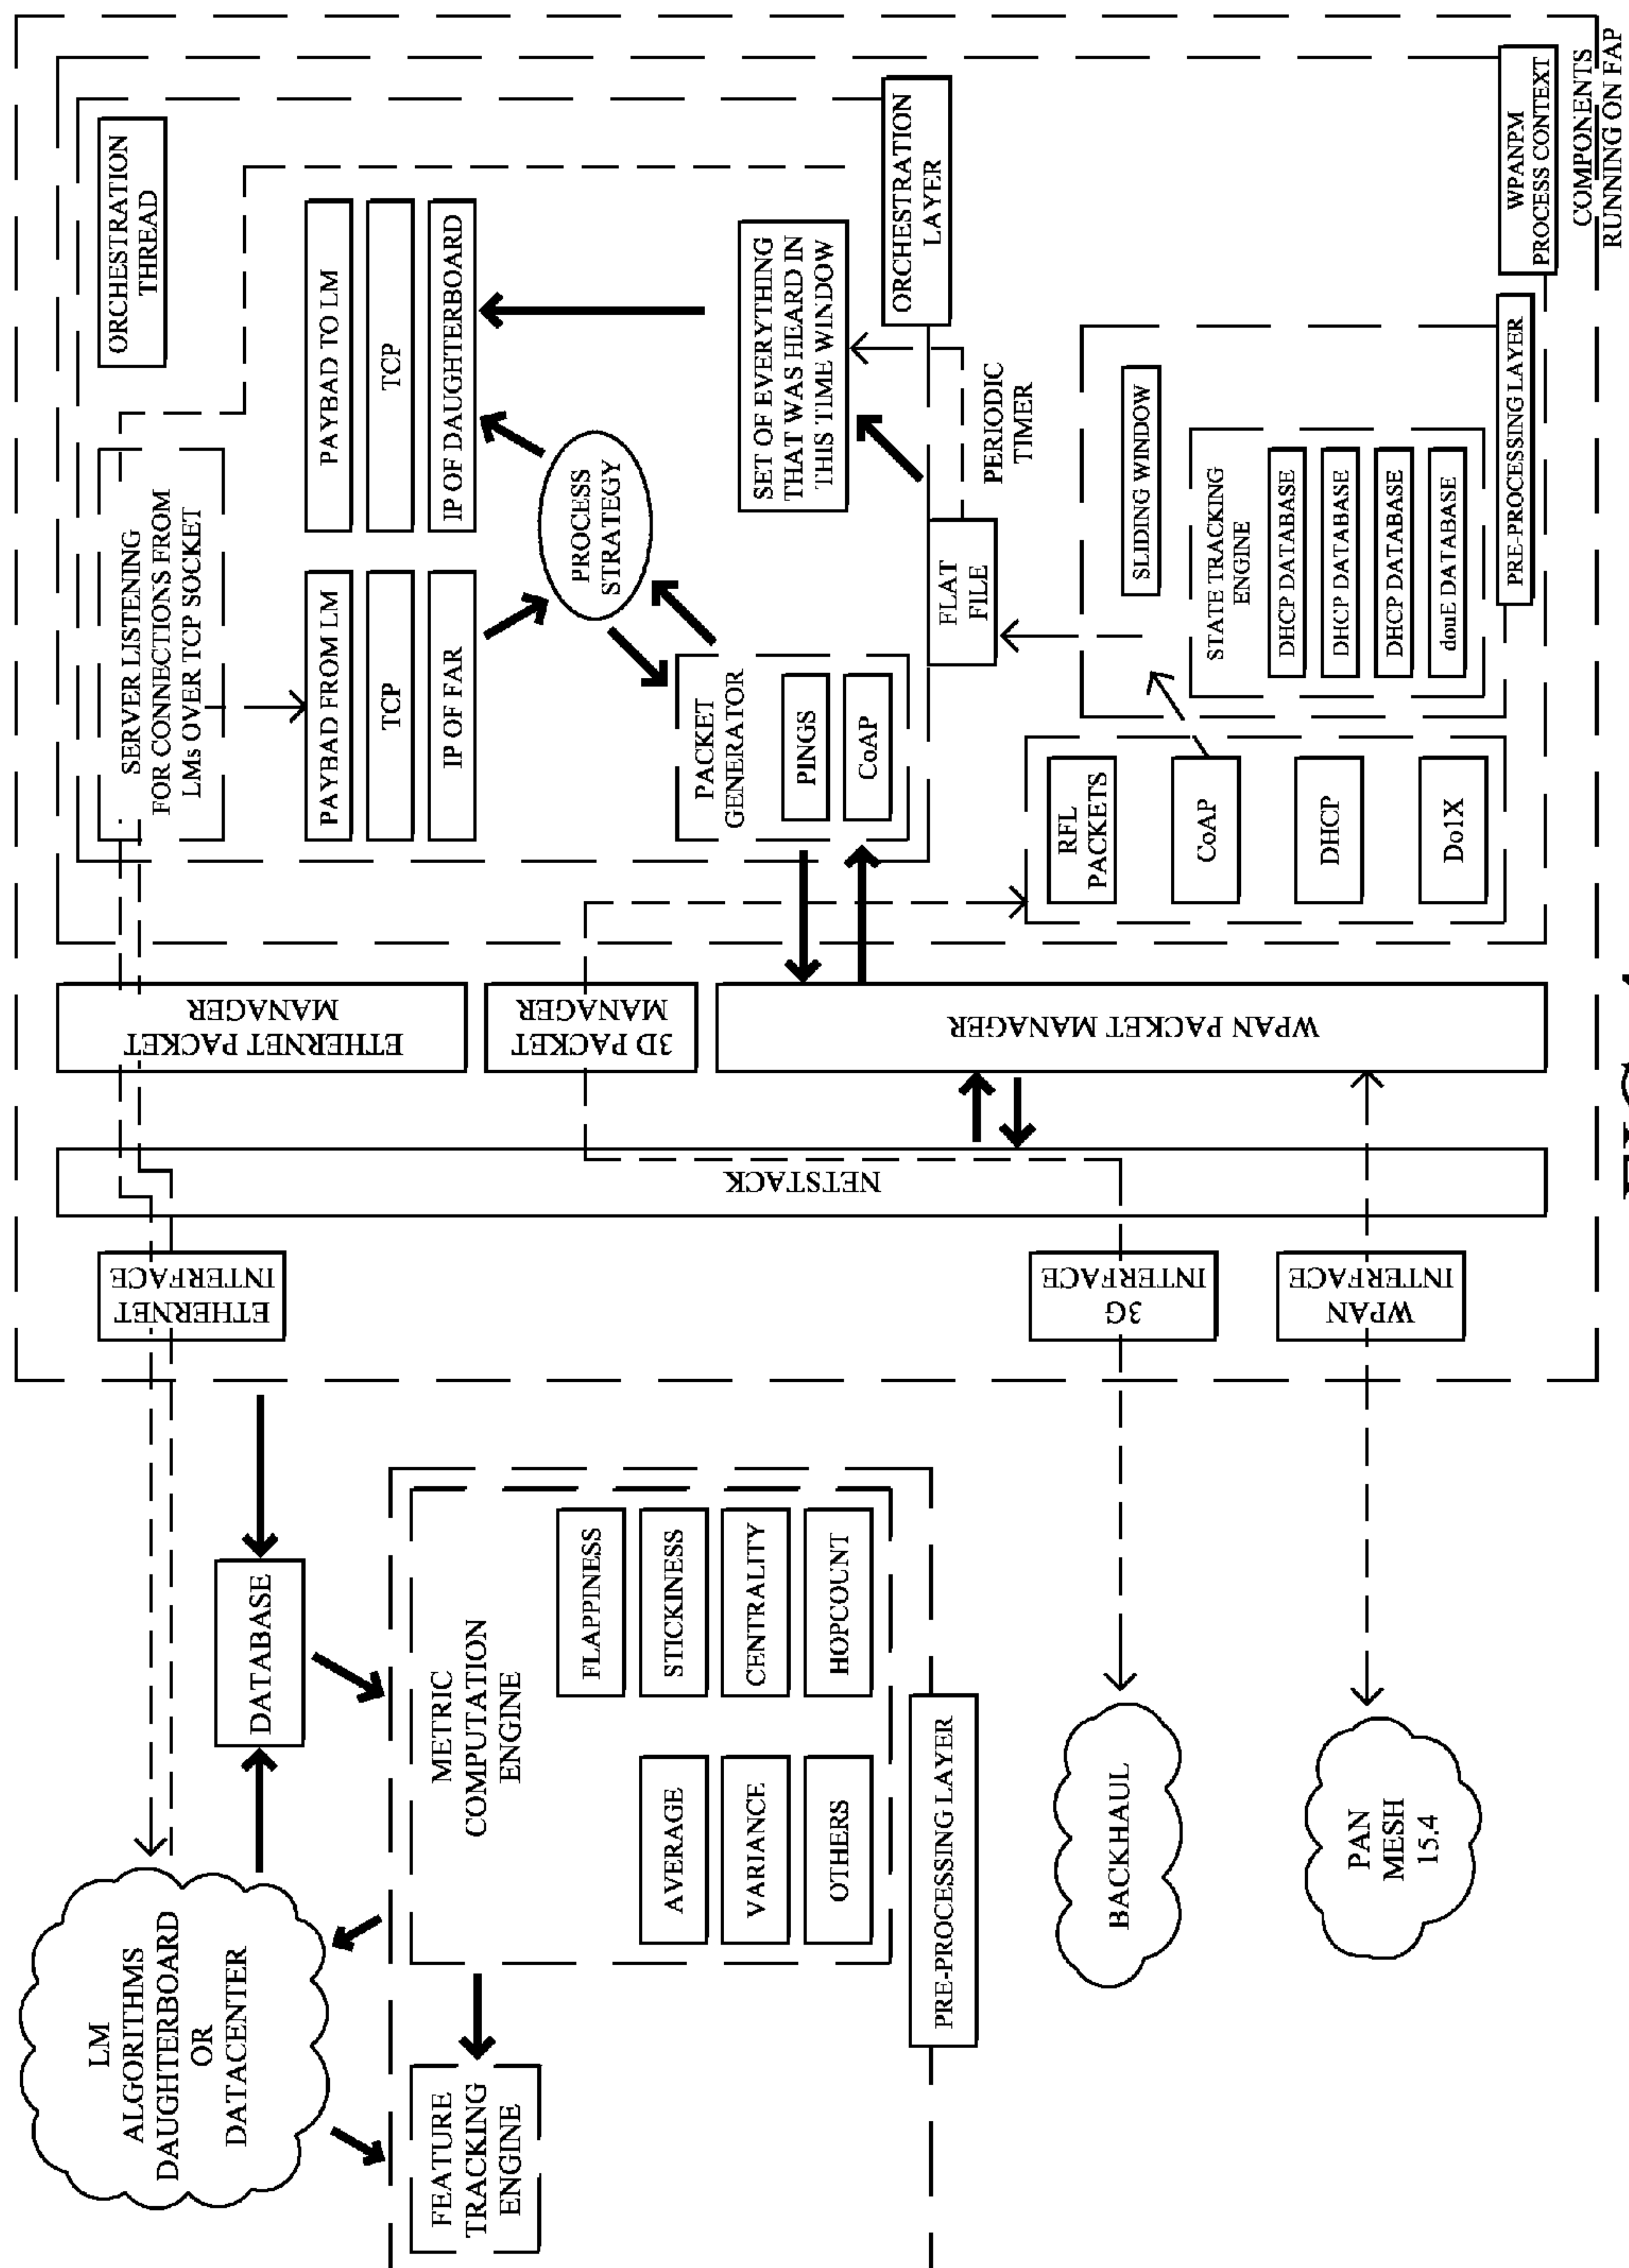 LM
ALGORITHMS
DAUGHTERBOARD
OR
DATACENTER
FEATURE
TRACKING
ENGINE
DATABASE
METRIC
COMPUTATION
ENGINE
AVERAGE
VARIANCE
OTHERS
FLAPPINESS
STICKINESS
CENTRALITY
HOPCOUNT
PRE-PROCESSING LAYER
BACKHAUL
PAN
MESH
15.4
ETHERNET
INTERFACE
3G
INTERFACE
WPAN
INTERFACE
NETSTACK
ETHERNET PACKET
MANAGER
3D PACKET
MANAGER
WPAN PACKET MANAGER
SERVER LISTENING
FOR CONNECTIONS FROM
LMs OVER TCP SOCKET
ORCHESTRATION
THREAD
PAYBAD FROM LM
TCP
IP OF FAR
PAYBAD TO LM
TCP
IP OF DAUGHTERBOARD
PROCESS
STRATEGY
PACKET
GENERATOR
PINGS
CoAP
SET OF EVERYTHING
THAT WAS HEARD IN
THIS TIME WINDOW
ORCHESTRATION
LAYER
FLAT
FILE
PERIODIC
TIMER
RFL
PACKETS
CoAP
DHCP
Do1X
SLIDING WINDOW
STATE TRACKING
ENGINE
DHCP DATABASE
DHCP DATABASE
DHCP DATABASE
douE DATABASE
PRE-PROCESSING LAYER
WPANPM
PROCESS CONTEXT
COMPONENTS
RUNNING ON FAP